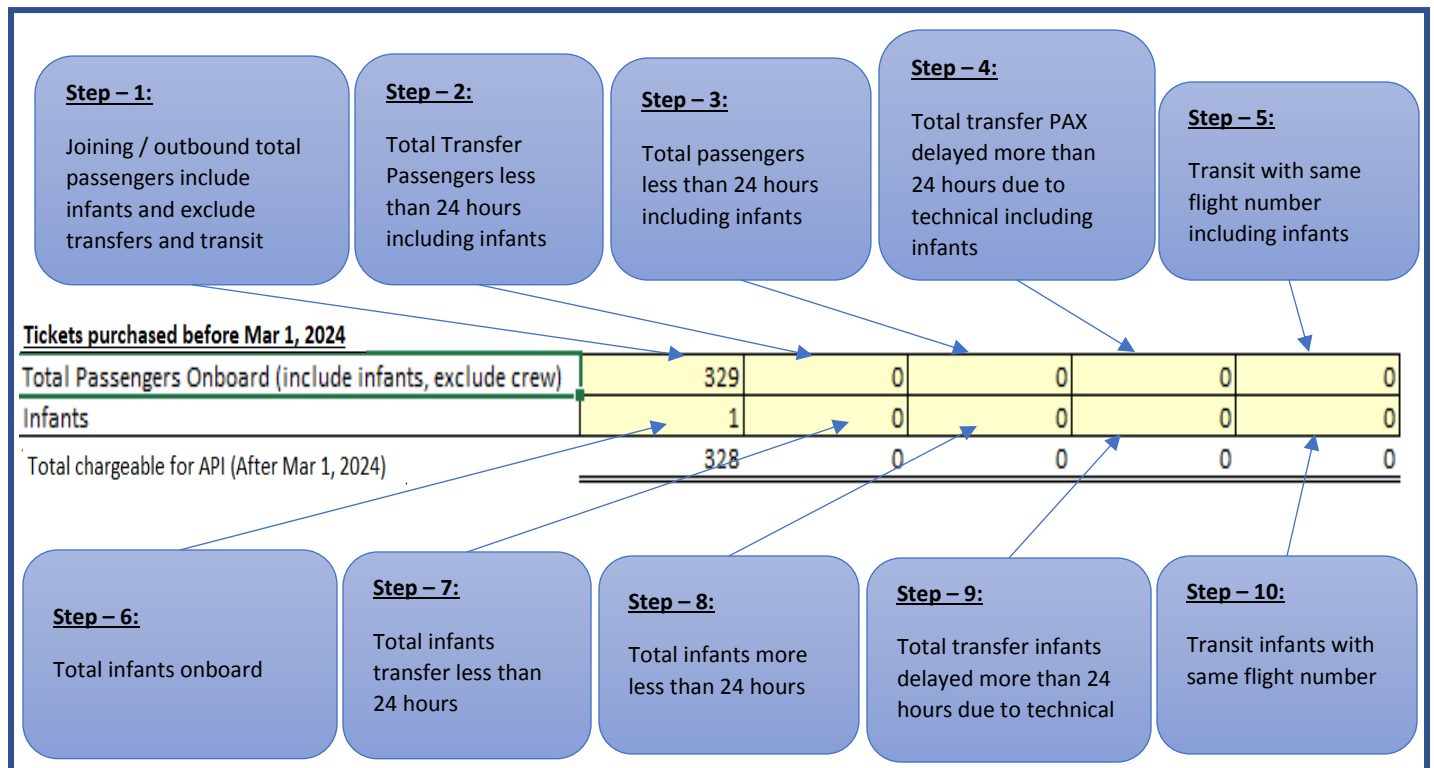 Step – 1:
Joining / outbound total
passengers include
infants and exclude
transfers and transit
Step – 2:
Total Transfer
Passengers less
than 24 hours
including infants
Step – 3:
Total passengers
less than 24 hours
including infants
Step – 4:
Total transfer PAX
delayed more than
24 hours due to
technical including
infants
Step – 5:
Transit with same
flight number
including infants
Tickets purchased before Mar 1, 2024
Total Passengers Onboard (include infants, exclude crew) 329 0 0 0 0
Infants 1 0 0 0 0
Total chargeable for API (After Mar 1, 2024) 328 0 0 0 0
Step – 6:
Total infants onboard
Step – 7:
Total infants
transfer less than
24 hours
Step – 8:
Total infants more
less than 24 hours
Step – 9:
Total transfer infants
delayed more than 24
hours due to technical
Step – 10:
Transit infants with
same flight number